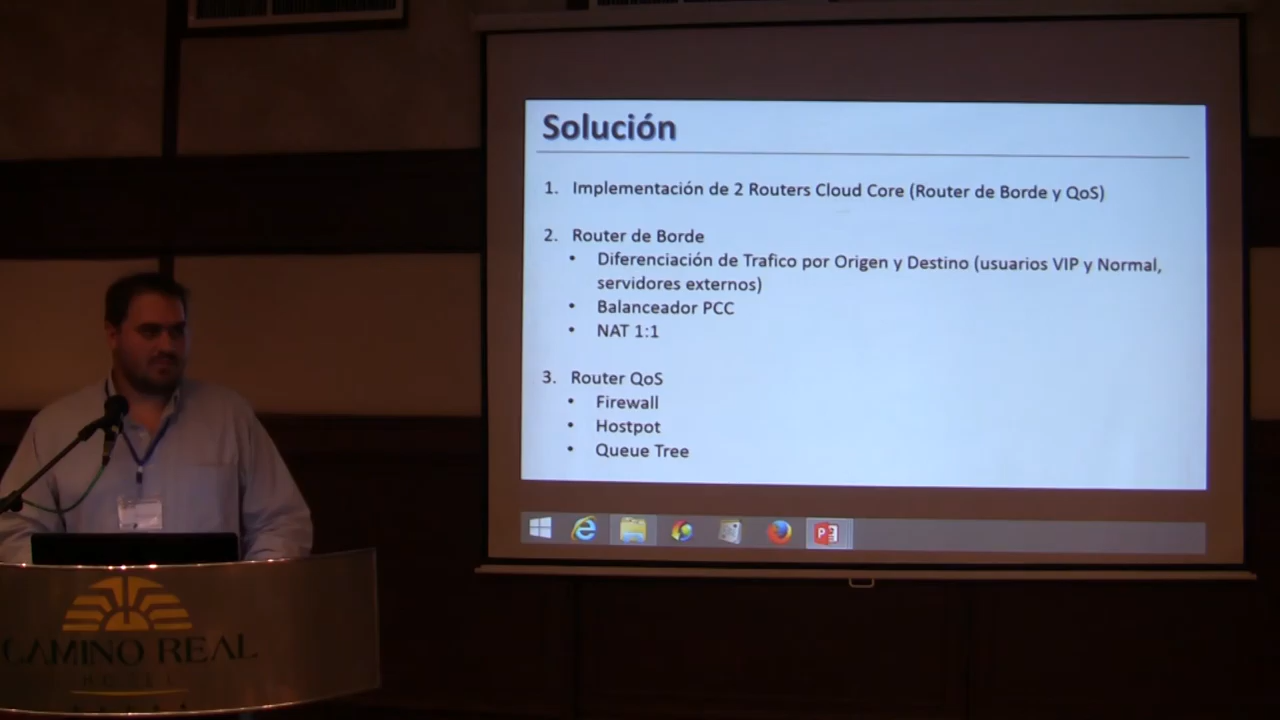 Solución
1. Implementación de 2 Routers Cloud Core (Router de Borde y QoS)
2. Router de Borde
• Diferenciación de Trafico por Origen y Destino (usuarios VIP y Normal,
servidores externos)
• Balanceador PCC
• NAT 1:1
3. Router QoS
• Firewall
• Hostpot
• Queue Tree
CAMINO REAL
HOTEL